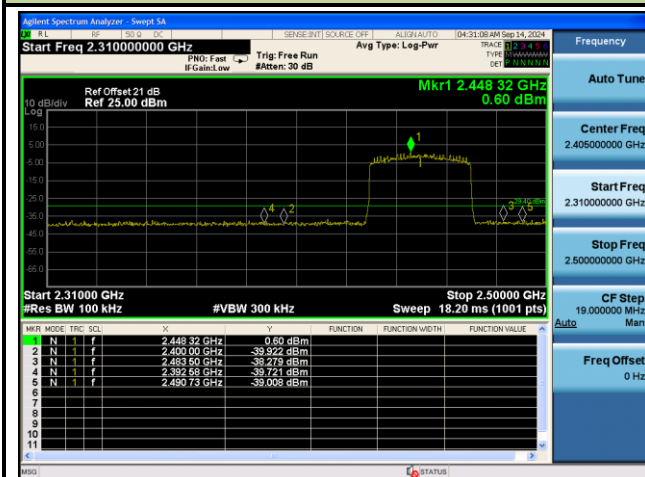 Agilent Spectrum Analyzer - Swept SA
RL RF 50 Ω DC SENSE:INT SOURCE OFF ALIGN AUTO 04:31:08 AM Sep 14, 2024
Start Freq 2.310000000 GHz
PNO: Fast
IFGain:Low
Trig: Free Run
#Atten: 30 dB
Avg Type: Log-Pwr
TRACE 1 2 3 4 5 6
TYPE M
DET P N N N N N
Ref Offset 21 dB
Ref 25.00 dBm
10 dB/div
Log
Mkr1 2.448 32 GHz
0.60 dBm
15.0
5.00
-5.00
-15.0
-25.0
-35.0
-45.0
-55.0
-65.0
1
-29.40 dBm
4 2 3 5
Start 2.31000 GHz Stop 2.50000 GHz
#Res BW 100 kHz #VBW 300 kHz Sweep 18.20 ms (1001 pts)
MKR MODE TRC SCL X Y FUNCTION FUNCTION WIDTH FUNCTION VALUE
1 N 1 f 2.448 32 GHz 0.60 dBm
2 N 1 f 2.400 00 GHz -39.922 dBm
3 N 1 f 2.483 50 GHz -38.279 dBm
4 N 1 f 2.392 58 GHz -39.721 dBm
5 N 1 f 2.490 73 GHz -39.008 dBm
6
7
8
9
10
11
MSG STATUS
Frequency
Auto Tune
Center Freq
2.405000000 GHz
Start Freq
2.310000000 GHz
Stop Freq
2.500000000 GHz
CF Step
19.000000 MHz
Auto Man
Freq Offset
0 Hz